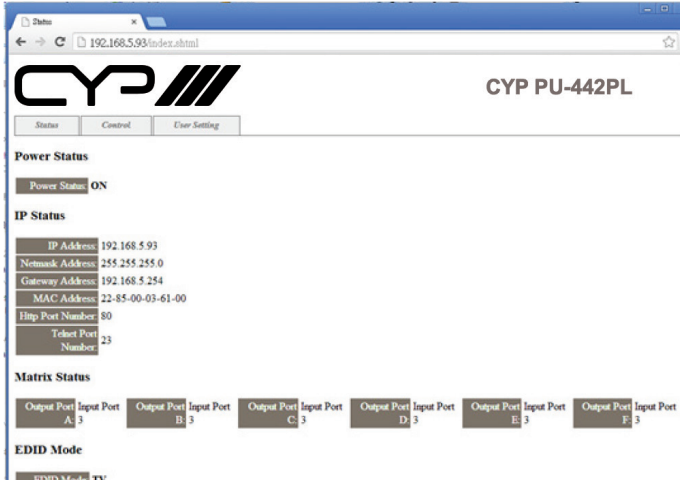 Status
192.168.5.93/index.shtml
CYP
CYP PU-442PL
Status Control User Setting
Power Status
Power Status: ON
IP Status
IP Address: 192.168.5.93
Netmask Address: 255.255.255.0
Gateway Address: 192.168.5.254
MAC Address: 22-85-00-03-61-00
Http Port Number: 80
Telnet Port
Number: 23
Matrix Status
Output Port Input Port Output Port Input Port Output Port Input Port Output Port Input Port Output Port Input Port Output Port Input Port
A: 3 B: 3 C: 3 D: 3 E: 3 F: 3
EDID Mode
EDID Mode: TV